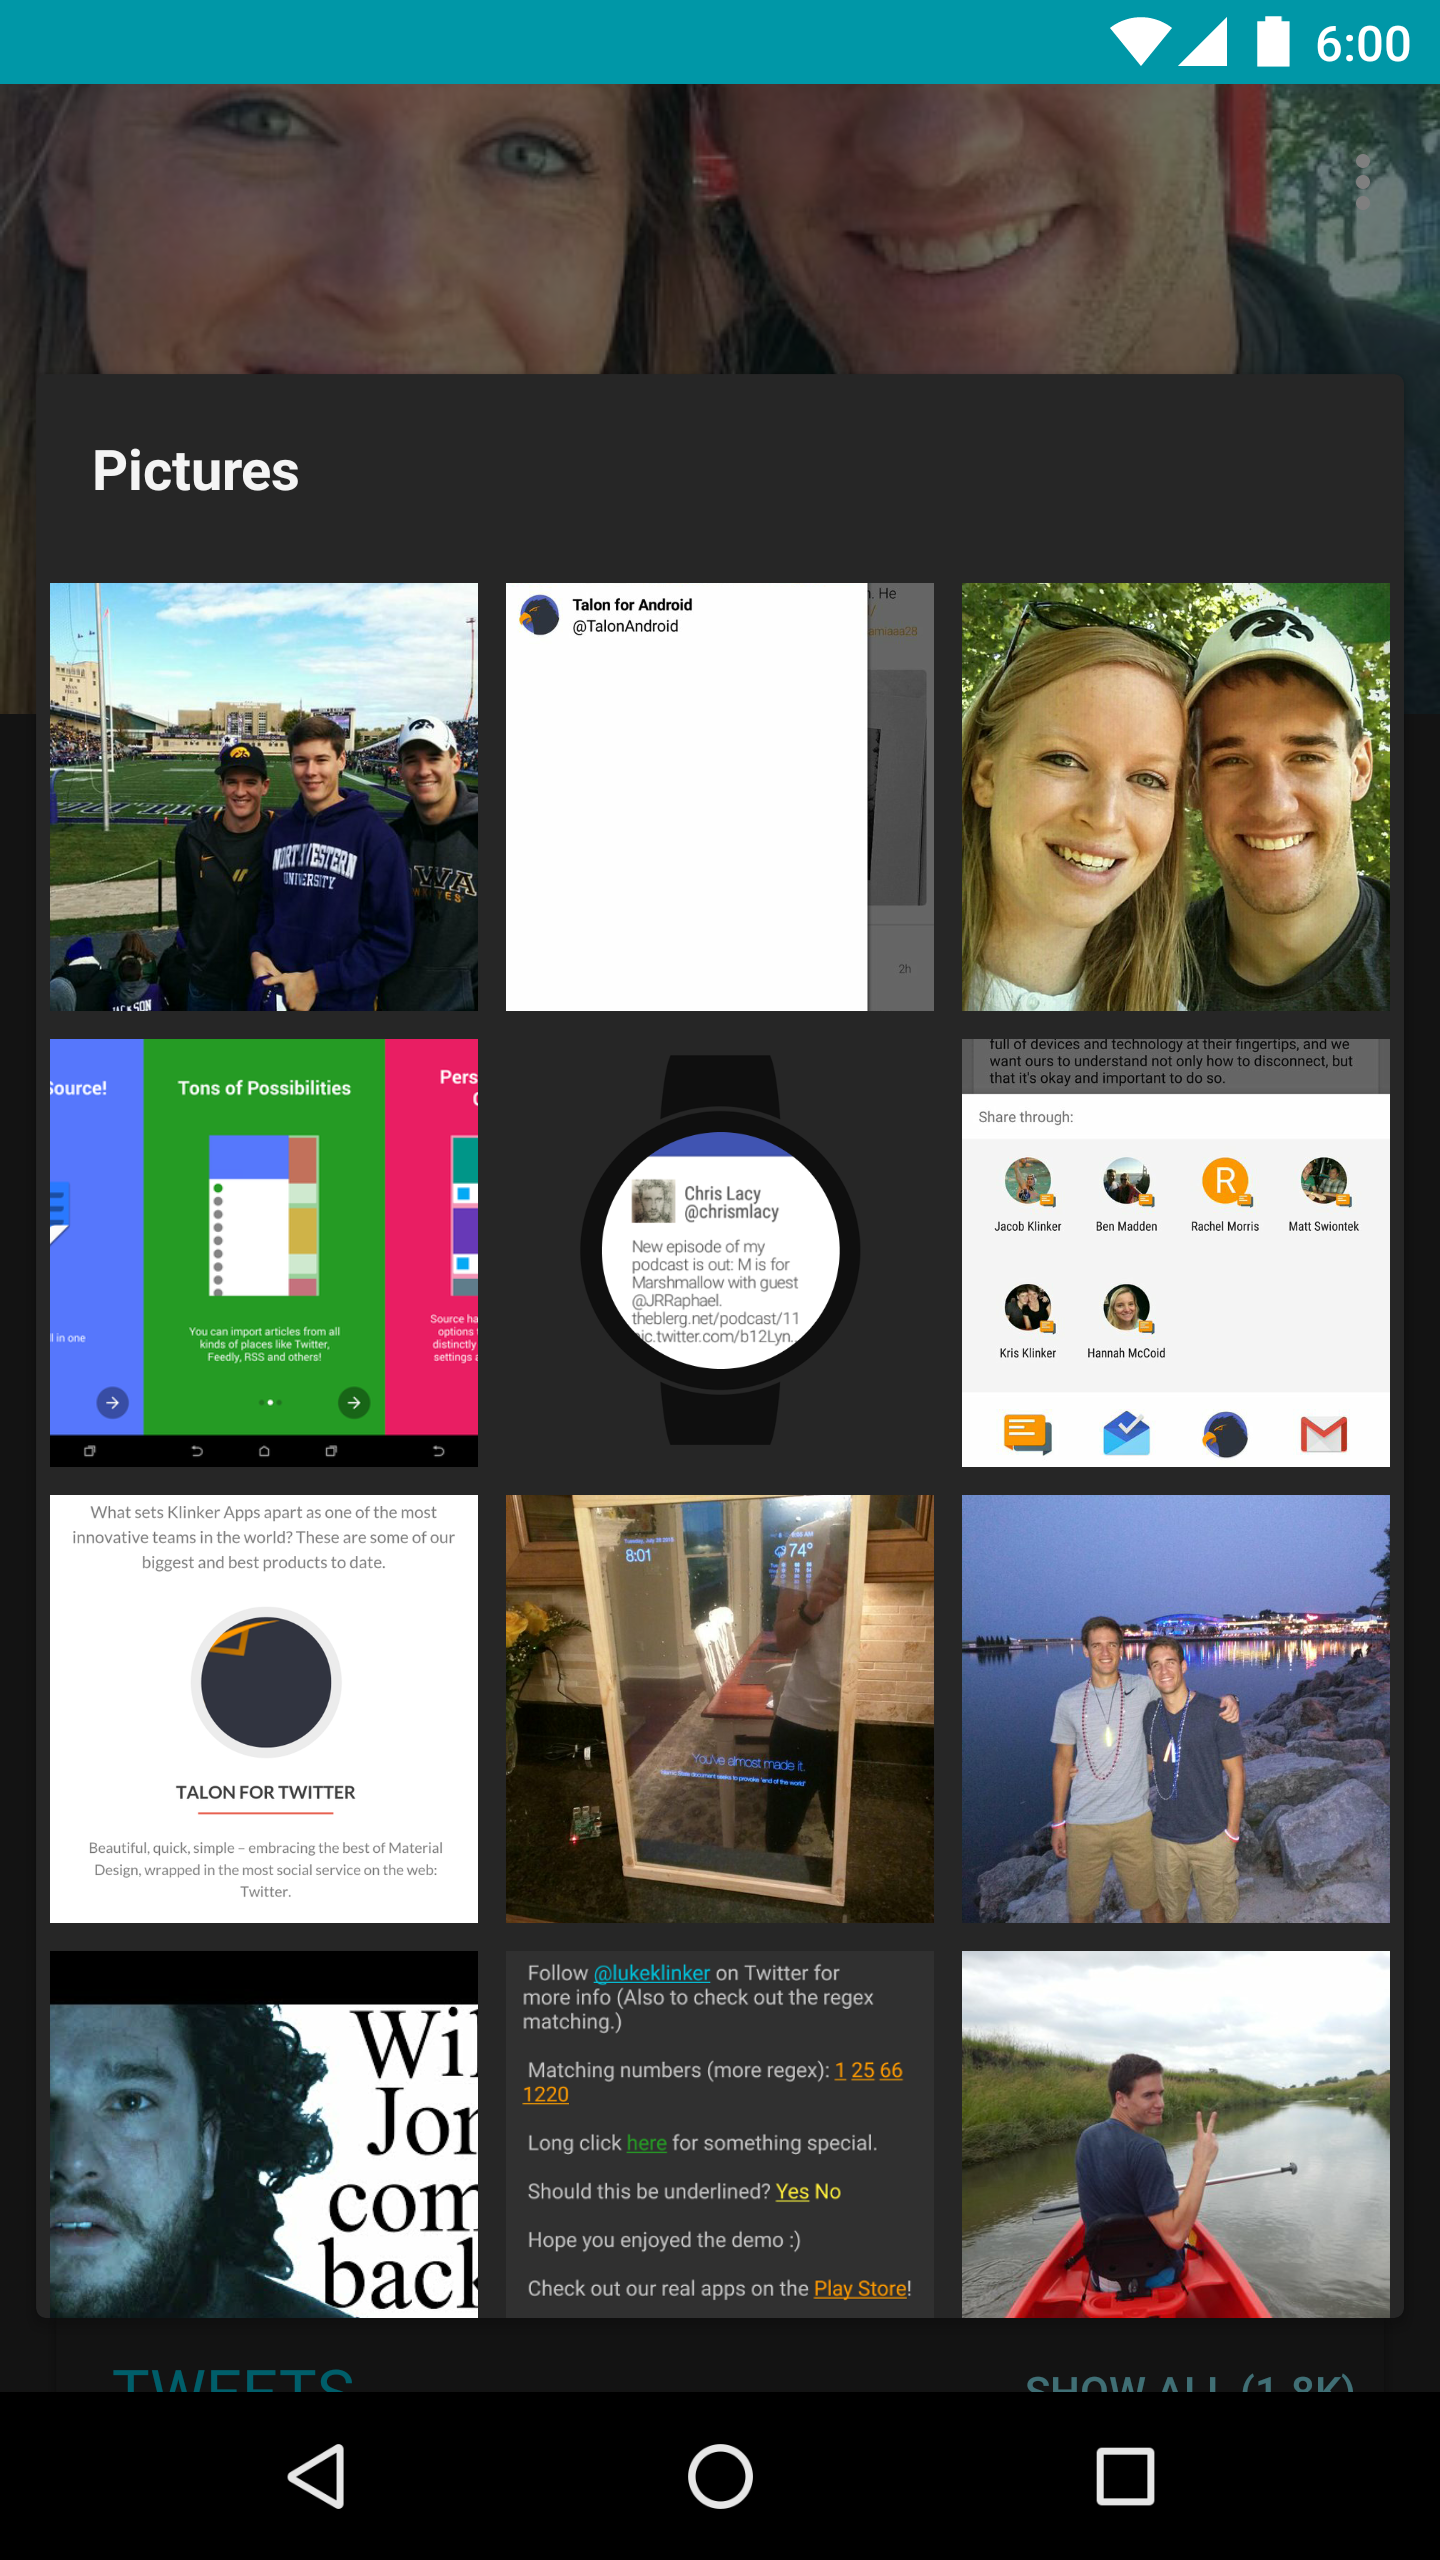 6:00
Pictures
Talon for Android
@TalonAndroid
n. He
amiaaa28
2h
NORTHWESTERN
UNIVERSITY
JACKSON
Source!
Tons of Possibilities
Pers
l in one
You can import articles from all
kinds of places like Twitter,
Feedly, RSS and others!
Source ha
options
distinctly
settings a
Chris Lacy
@chrismlacy
New episode of my
podcast is out: M is for
Marshmallow with guest
@JRRaphael.
theblerg.net/podcast/11
pic.twitter.com/b12Lyn...
full of devices and technology at their fingertips, and we
want ours to understand not only how to disconnect, but
that it's okay and important to do so.
Share through:
R
Jacob Klinker
Ben Madden
Rachel Morris
Matt Swiontek
Kris Klinker
Hannah McCoid
What sets Klinker Apps apart as one of the most
innovative teams in the world? These are some of our
biggest and best products to date.
TALON FOR TWITTER
Beautiful, quick, simple – embracing the best of Material
Design, wrapped in the most social service on the web:
Twitter.
8:01
74°
You've almost made it.
Wil
Jon
com
back
Follow @lukeklinker on Twitter for
more info (Also to check out the regex
matching.)
Matching numbers (more regex): 1 25 66
1220
Long click here for something special.
Should this be underlined? Yes No
Hope you enjoyed the demo :)
Check out our real apps on the Play Store!
TWEETS
SHOW ALL (1.8K)